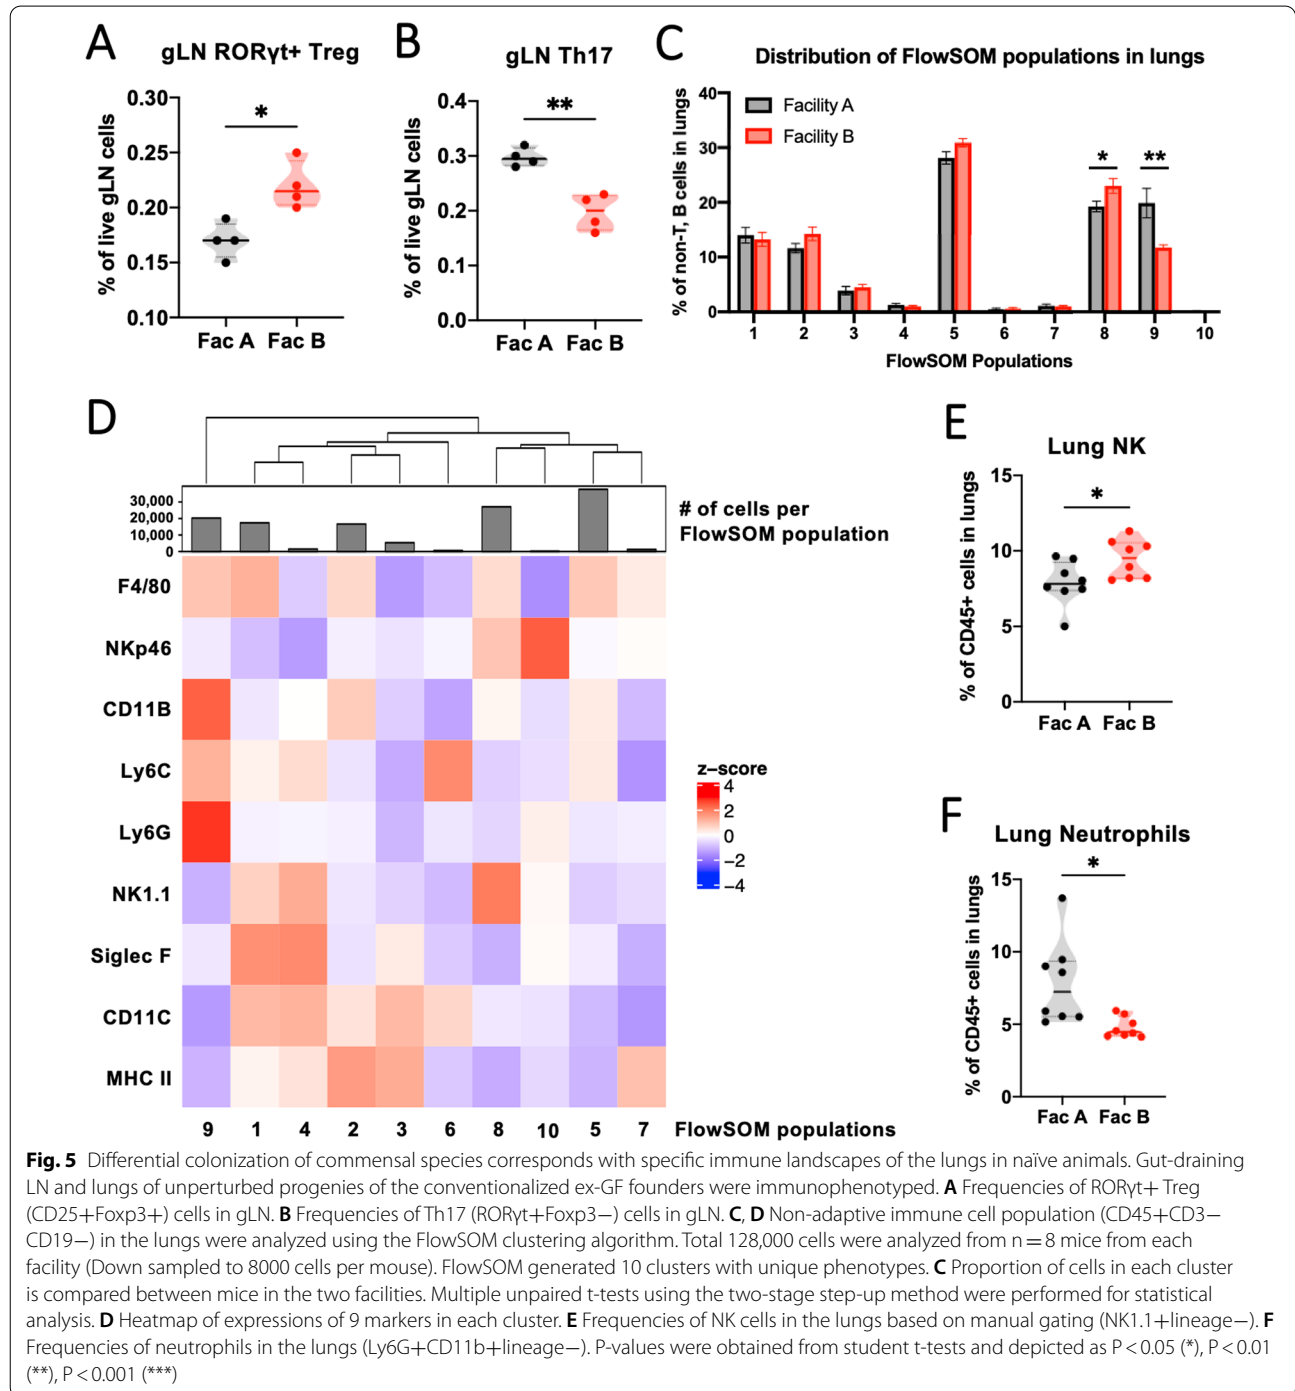 A
gLN RORγt+ Treg
% of live gLN cells
0.30
0.25
0.20
0.15
0.10
*
Fac A Fac B
B
gLN Th17
% of live gLN cells
0.4
0.3
0.2
0.1
0.0
**
Fac A Fac B
C
Distribution of FlowSOM populations in lungs
% of non-T, B cells in lungs
40
30
20
10
0
Facility A
Facility B
* **
1 2 3 4 5 6 7 8 9 10
FlowSOM Populations
D
30,000
20,000
10,000
0
# of cells per
FlowSOM population
F4/80
NKp46
CD11B
Ly6C
Ly6G
NK1.1
Siglec F
CD11C
MHC II
9 1 4 2 3 6 8 10 5 7 FlowSOM populations
z–score
4
2
0
–2
–4
E
Lung NK
% of CD45+ cells in lungs
15
10
5
0
*
Fac A Fac B
F
Lung Neutrophils
% of CD45+ cells in lungs
15
10
5
0
*
Fac A Fac B
Fig. 5 Differential colonization of commensal species corresponds with specific immune landscapes of the lungs in naïve animals. Gut-draining
LN and lungs of unperturbed progenies of the conventionalized ex-GF founders were immunophenotyped. A Frequencies of RORγt+ Treg
(CD25+Foxp3+) cells in gLN. B Frequencies of Th17 (RORγt+Foxp3−) cells in gLN. C, D Non-adaptive immune cell population (CD45+CD3−
CD19−) in the lungs were analyzed using the FlowSOM clustering algorithm. Total 128,000 cells were analyzed from n = 8 mice from each
facility (Down sampled to 8000 cells per mouse). FlowSOM generated 10 clusters with unique phenotypes. C Proportion of cells in each cluster
is compared between mice in the two facilities. Multiple unpaired t-tests using the two-stage step-up method were performed for statistical
analysis. D Heatmap of expressions of 9 markers in each cluster. E Frequencies of NK cells in the lungs based on manual gating (NK1.1+lineage−). F
Frequencies of neutrophils in the lungs (Ly6G+CD11b+lineage−). P-values were obtained from student t-tests and depicted as P < 0.05 (*), P < 0.01
(**), P < 0.001 (***)